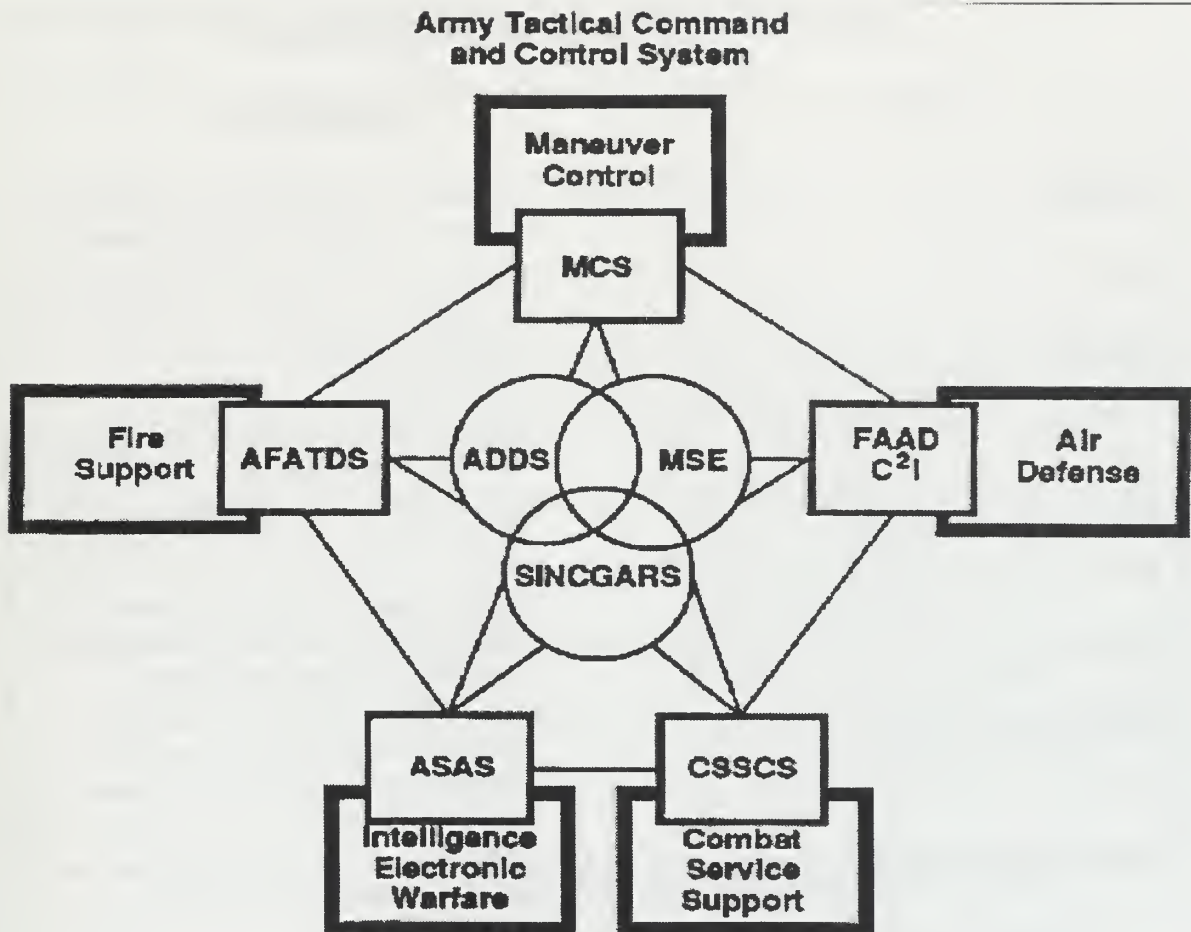 Army Tactical Command
and Control System
Maneuver
Control
MCS
Fire
Support
AFATDS
ADDS
MSE
FAAD
C²I
Air
Defense
SINCGARS
ASAS
CSSCS
Intelligence
Electronic
Warfare
Combat
Service
Support